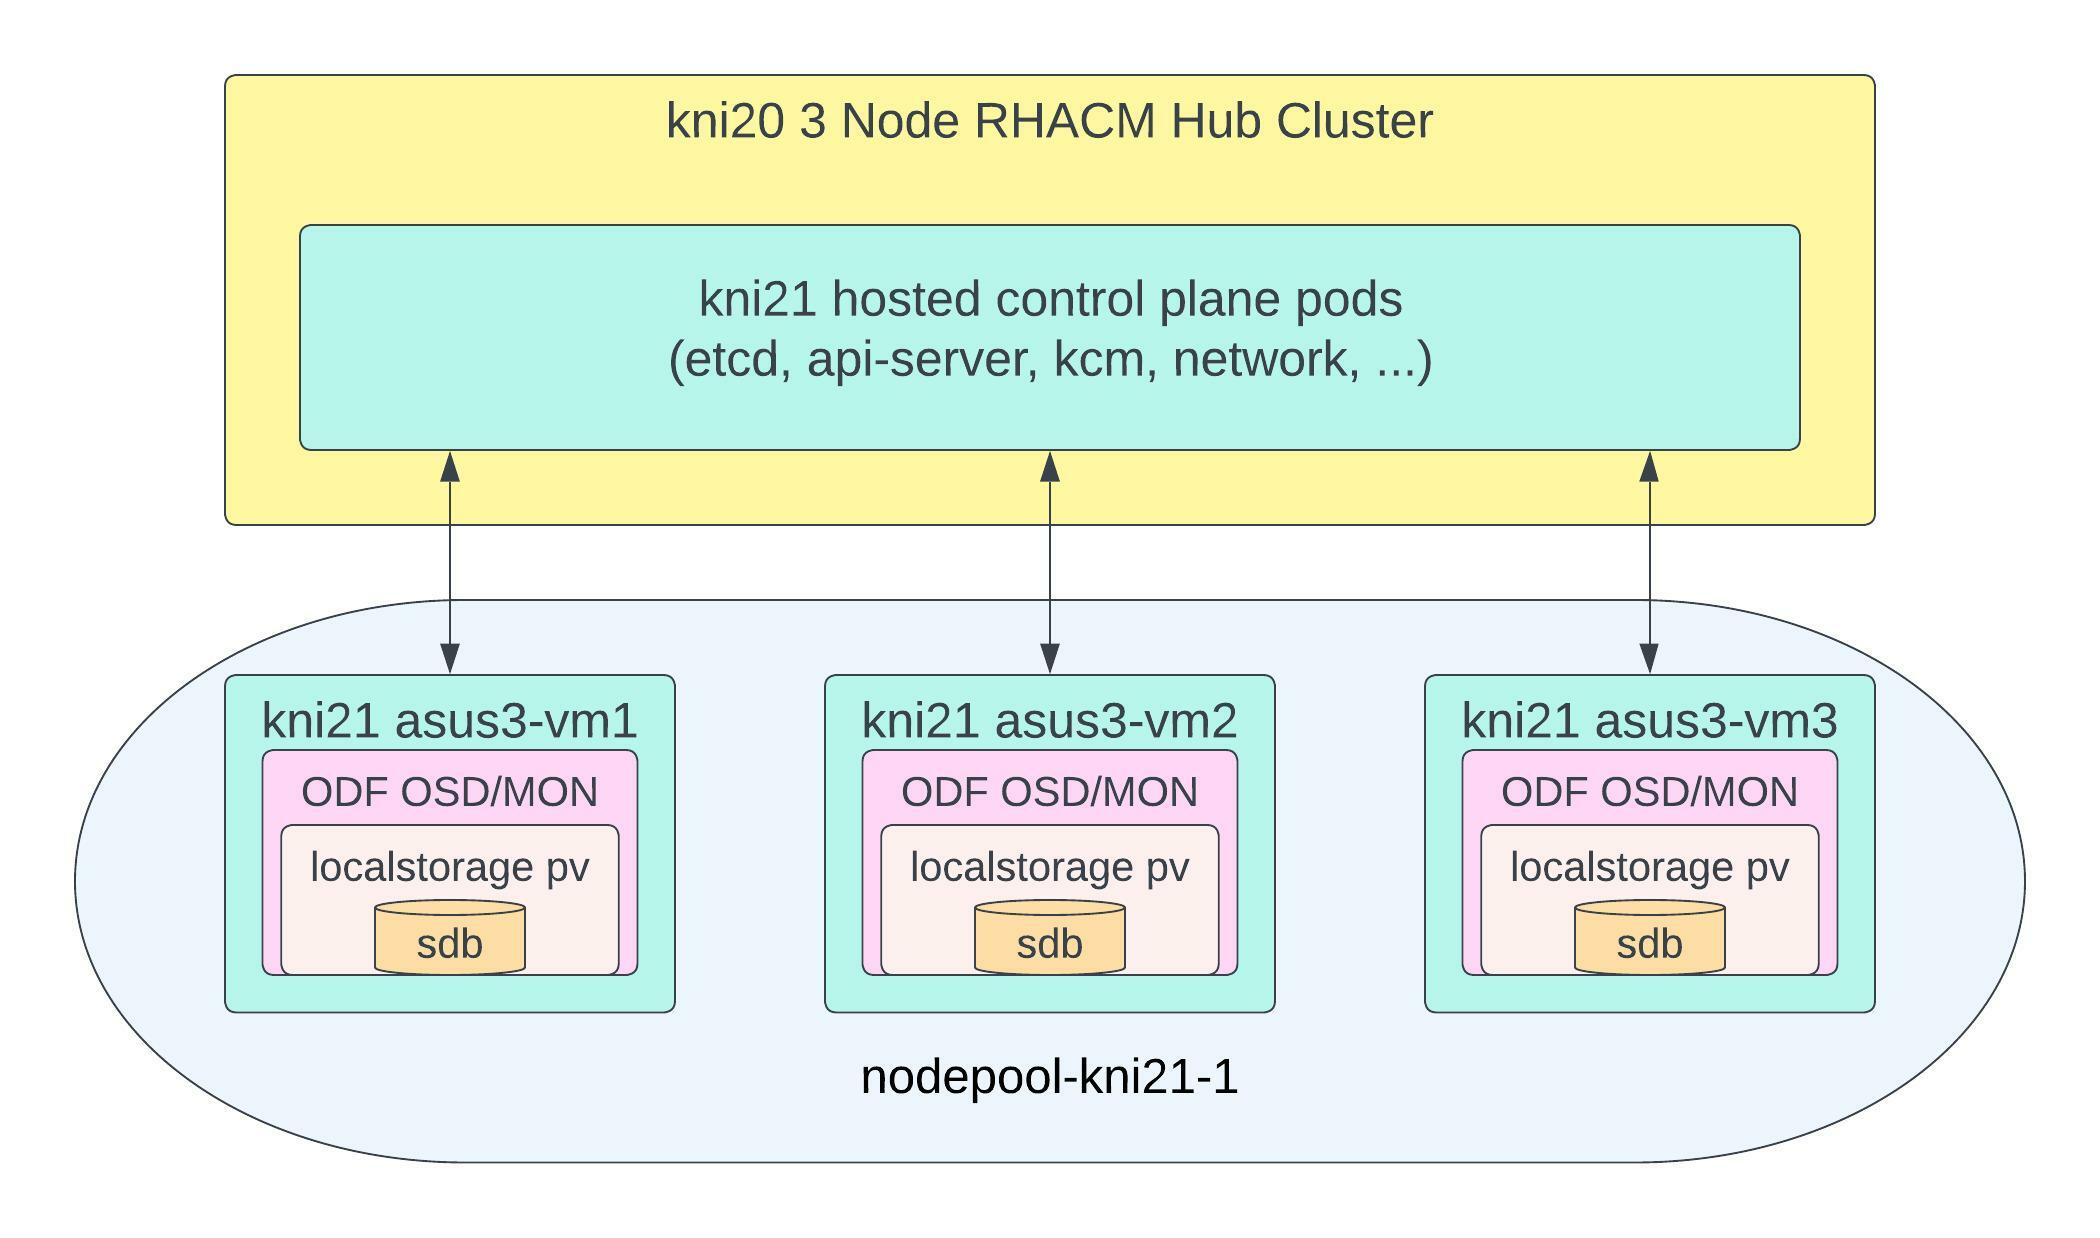 kni20 3 Node RHACM Hub Cluster
kni21 hosted control plane pods
(etcd, api-server, kcm, network, ...)
kni21 asus3-vm1
ODF OSD/MON
localstorage pv
sdb
kni21 asus3-vm2
ODF OSD/MON
localstorage pv
sdb
kni21 asus3-vm3
ODF OSD/MON
localstorage pv
sdb
nodepool-kni21-1